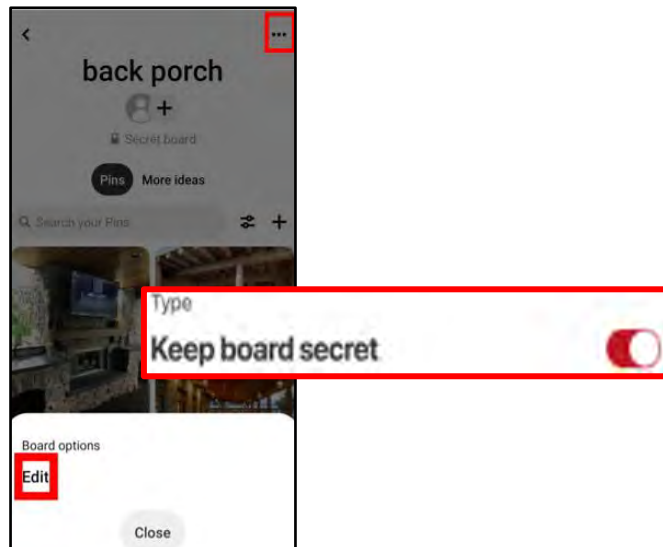 back porch
Secret board
Pins More ideas
Search your Pins
Type
Keep board secret
Board options
Edit
Close